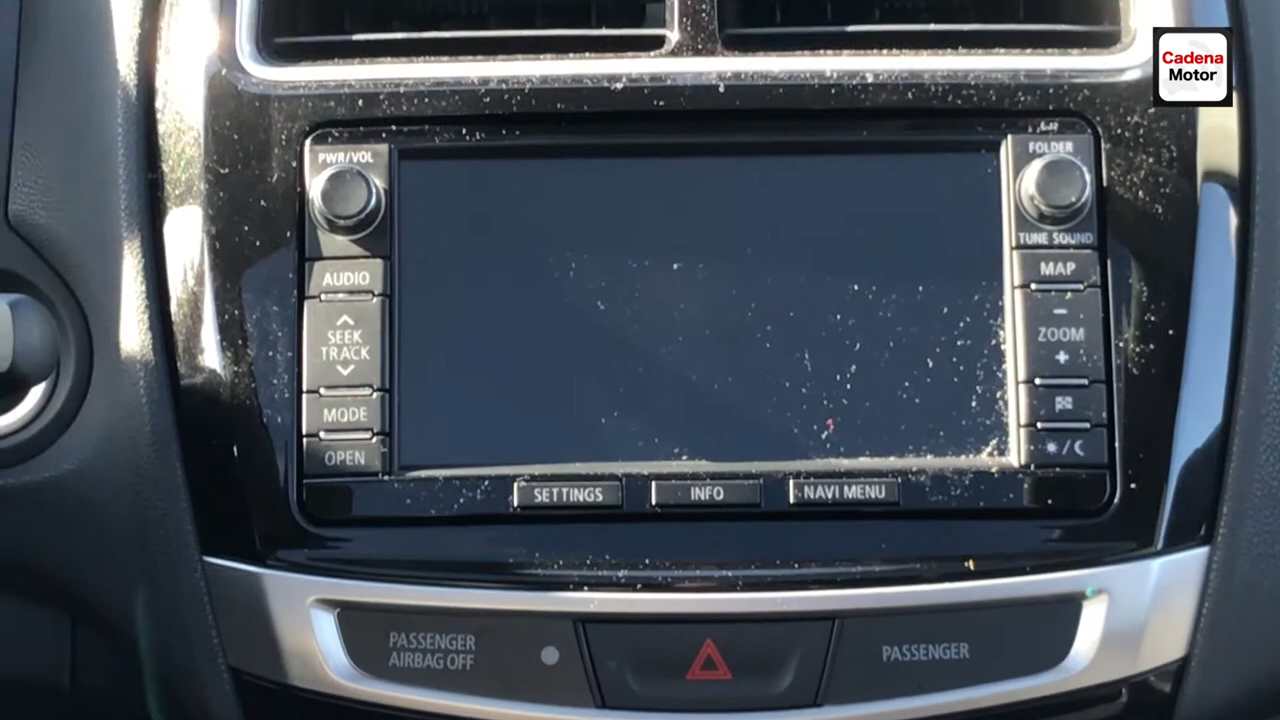 Cadena
Motor
PWR/VOL
FOLDER
TUNE SOUND
AUDIO
MAP
SEEK
TRACK
ZOOM
MODE
OPEN
SETTINGS
INFO
NAVI MENU
PASSENGER
AIRBAG OFF
PASSENGER